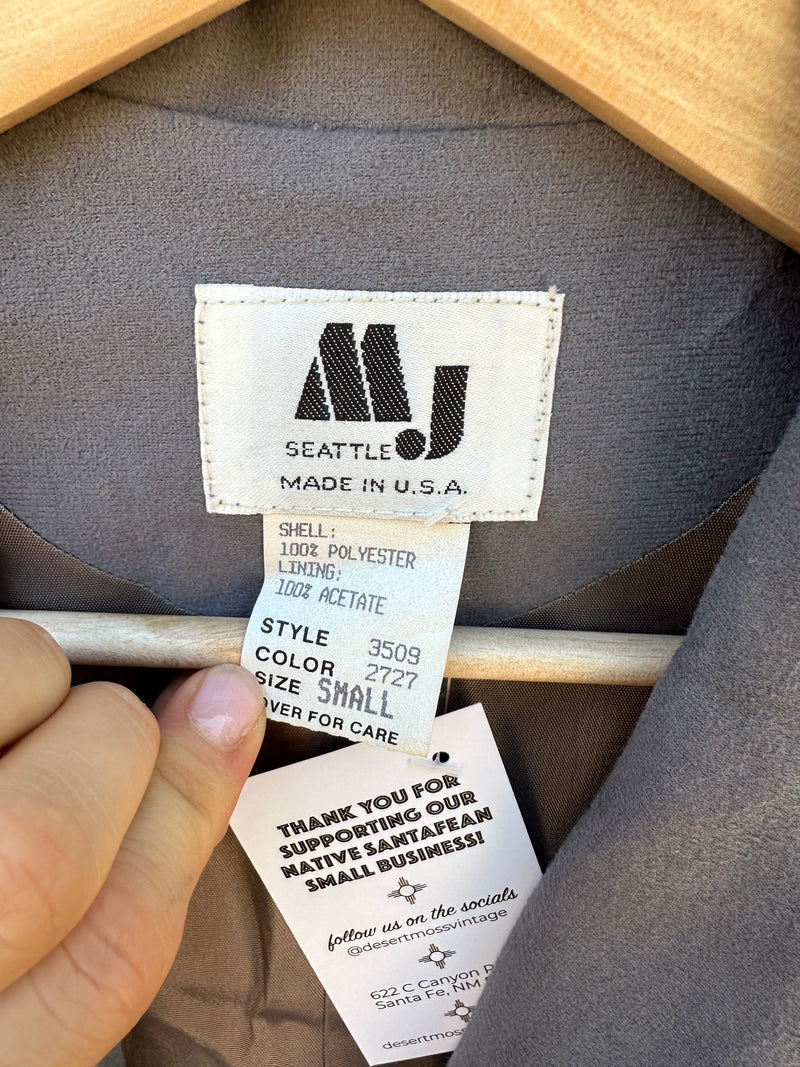 MJ
SEATTLE
MADE IN U.S.A.
SHELL:
100% POLYESTER
LINING:
100% ACETATE
STYLE 3509
COLOR 2727
SIZE SMALL
OVER FOR CARE
THANK YOU FOR
SUPPORTING OUR
NATIVE SANTAFEAN
SMALL BUSINESS!
follow us on the socials
@desertmossvintage
622 C Canyon
Santa Fe, NM